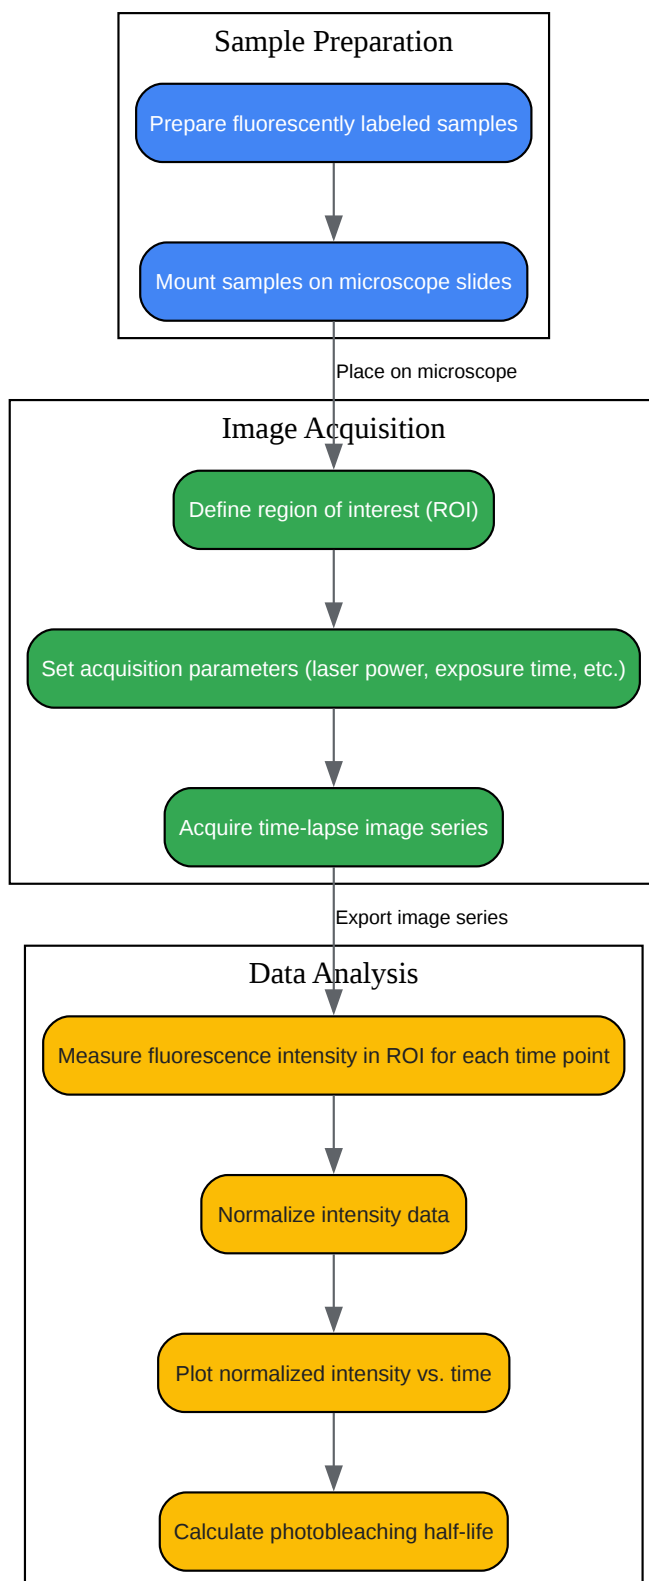 Sample Preparation
Prepare fluorescently labeled samples
Mount samples on microscope slides
Place on microscope
Image Acquisition
Define region of interest (ROI)
Set acquisition parameters (laser power, exposure time, etc.)
Acquire time-lapse image series
Export image series
Data Analysis
Measure fluorescence intensity in ROI for each time point
Normalize intensity data
Plot normalized intensity vs. time
Calculate photobleaching half-life